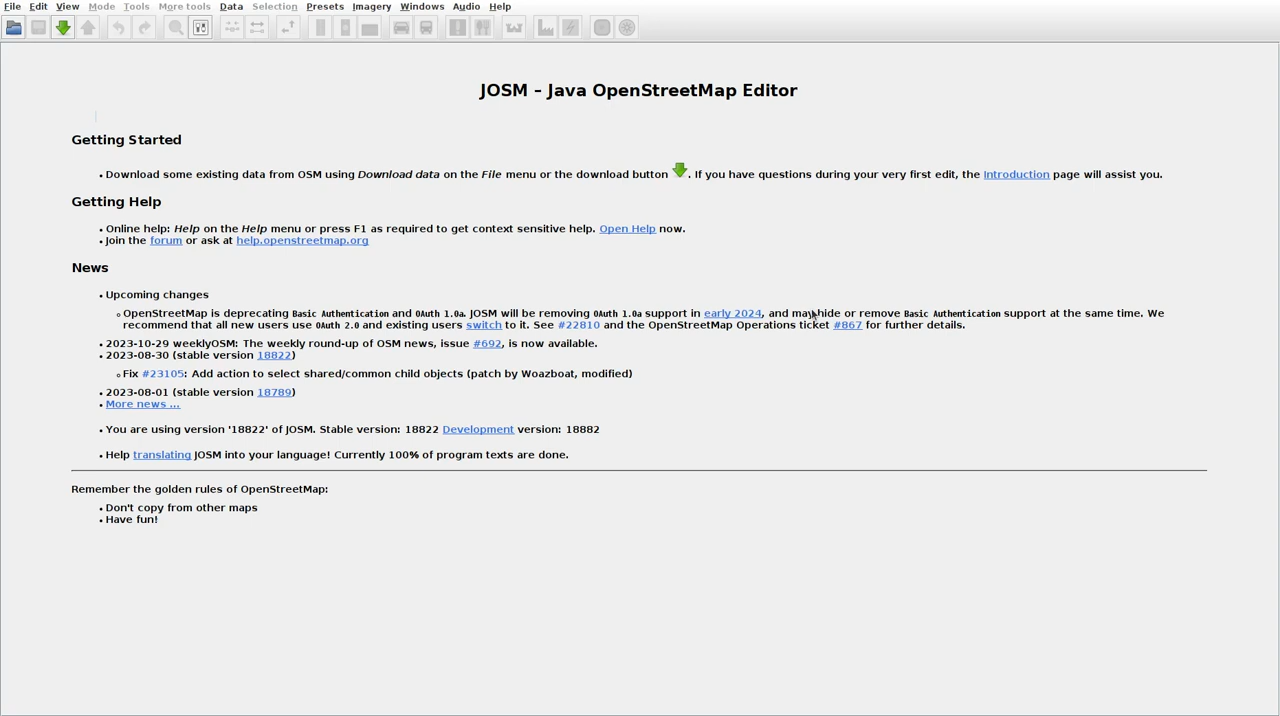 File Edit View Mode Tools More tools Data Selection Presets Imagery Windows Audio Help
JOSM – Java OpenStreetMap Editor
Getting Started
Download some existing data from OSM using Download data on the File menu or the download button . If you have questions during your very first edit, the Introduction page will assist you.
Getting Help
Online help: Help on the Help menu or press F1 as required to get context sensitive help. Open Help now.
Join the forum or ask at help.openstreetmap.org
News
Upcoming changes
OpenStreetMap is deprecating Basic Authentication and OAuth 1.0a. JOSM will be removing OAuth 1.0a support in early 2024, and may hide or remove Basic Authentication support at the same time. We
recommend that all new users use OAuth 2.0 and existing users switch to it. See #22810 and the OpenStreetMap Operations ticket #867 for further details.
2023-10-29 weeklyOSM: The weekly round-up of OSM news, issue #692, is now available.
2023-08-30 (stable version 18822)
Fix #23105: Add action to select shared/common child objects (patch by Woazboat, modified)
2023-08-01 (stable version 18789)
More news ...
You are using version '18822' of JOSM. Stable version: 18822 Development version: 18882
Help translating JOSM into your language! Currently 100% of program texts are done.
Remember the golden rules of OpenStreetMap:
Don't copy from other maps
Have fun!